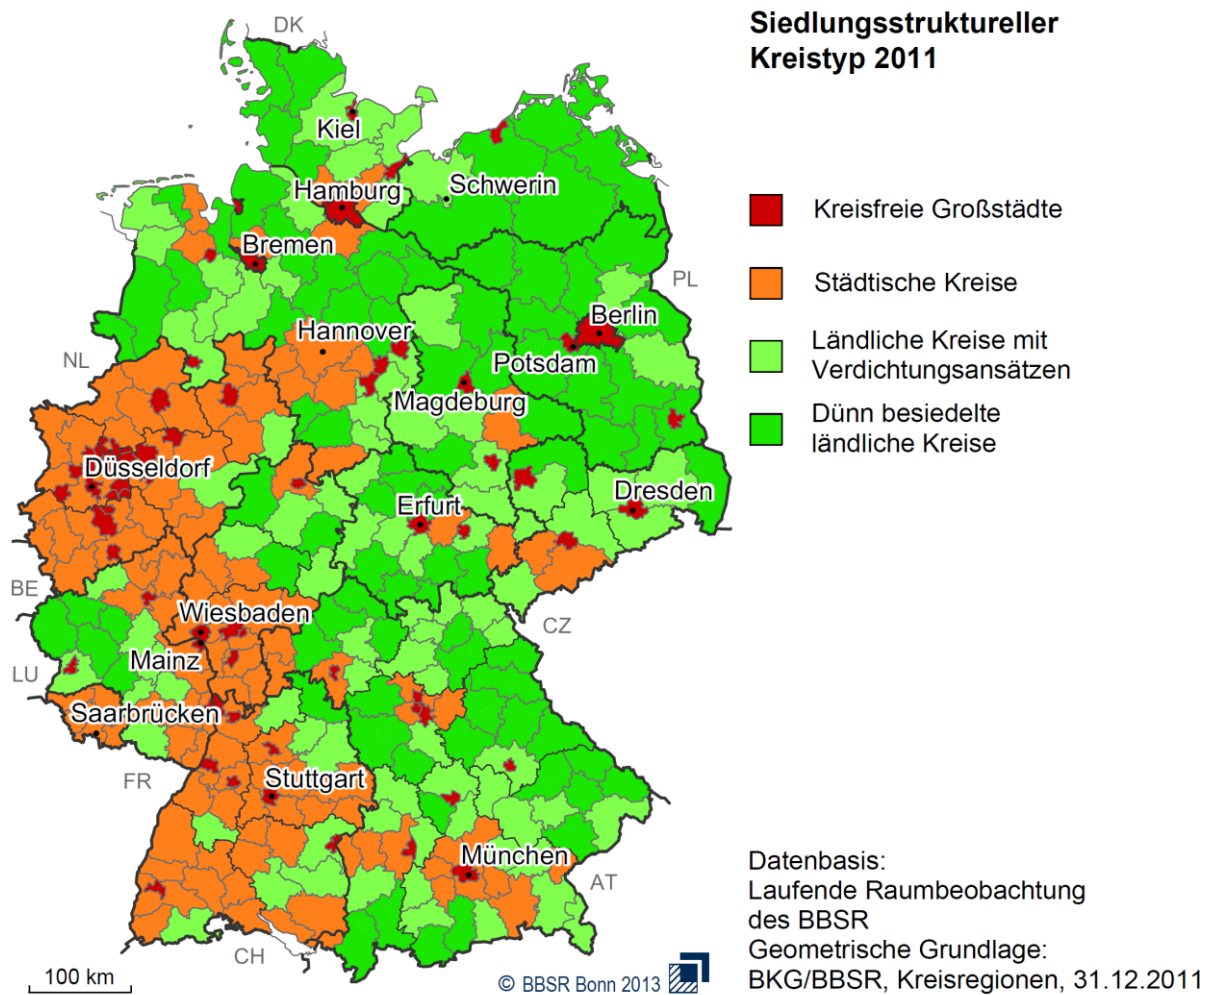 Siedlungsstruktureller
Kreistyp 2011
Kreisfreie Großstädte
Städtische Kreise
Ländliche Kreise mit
Verdichtungsansätzen
Dünn besiedelte
ländliche Kreise
DK
Kiel
Schwerin
Hamburg
Bremen
PL
Berlin
Hannover
NL
Potsdam
Magdeburg
Düsseldorf
Dresden
Erfurt
BE
Wiesbaden
CZ
Mainz
LU
Saarbrücken
FR
Stuttgart
München
AT
CH
100 km
© BBSR Bonn 2013
Datenbasis:
Laufende Raumbeobachtung
des BBSR
Geometrische Grundlage:
BKG/BBSR, Kreisregionen, 31.12.2011